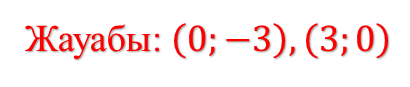 Жауабы: (0; −3), (3; 0)